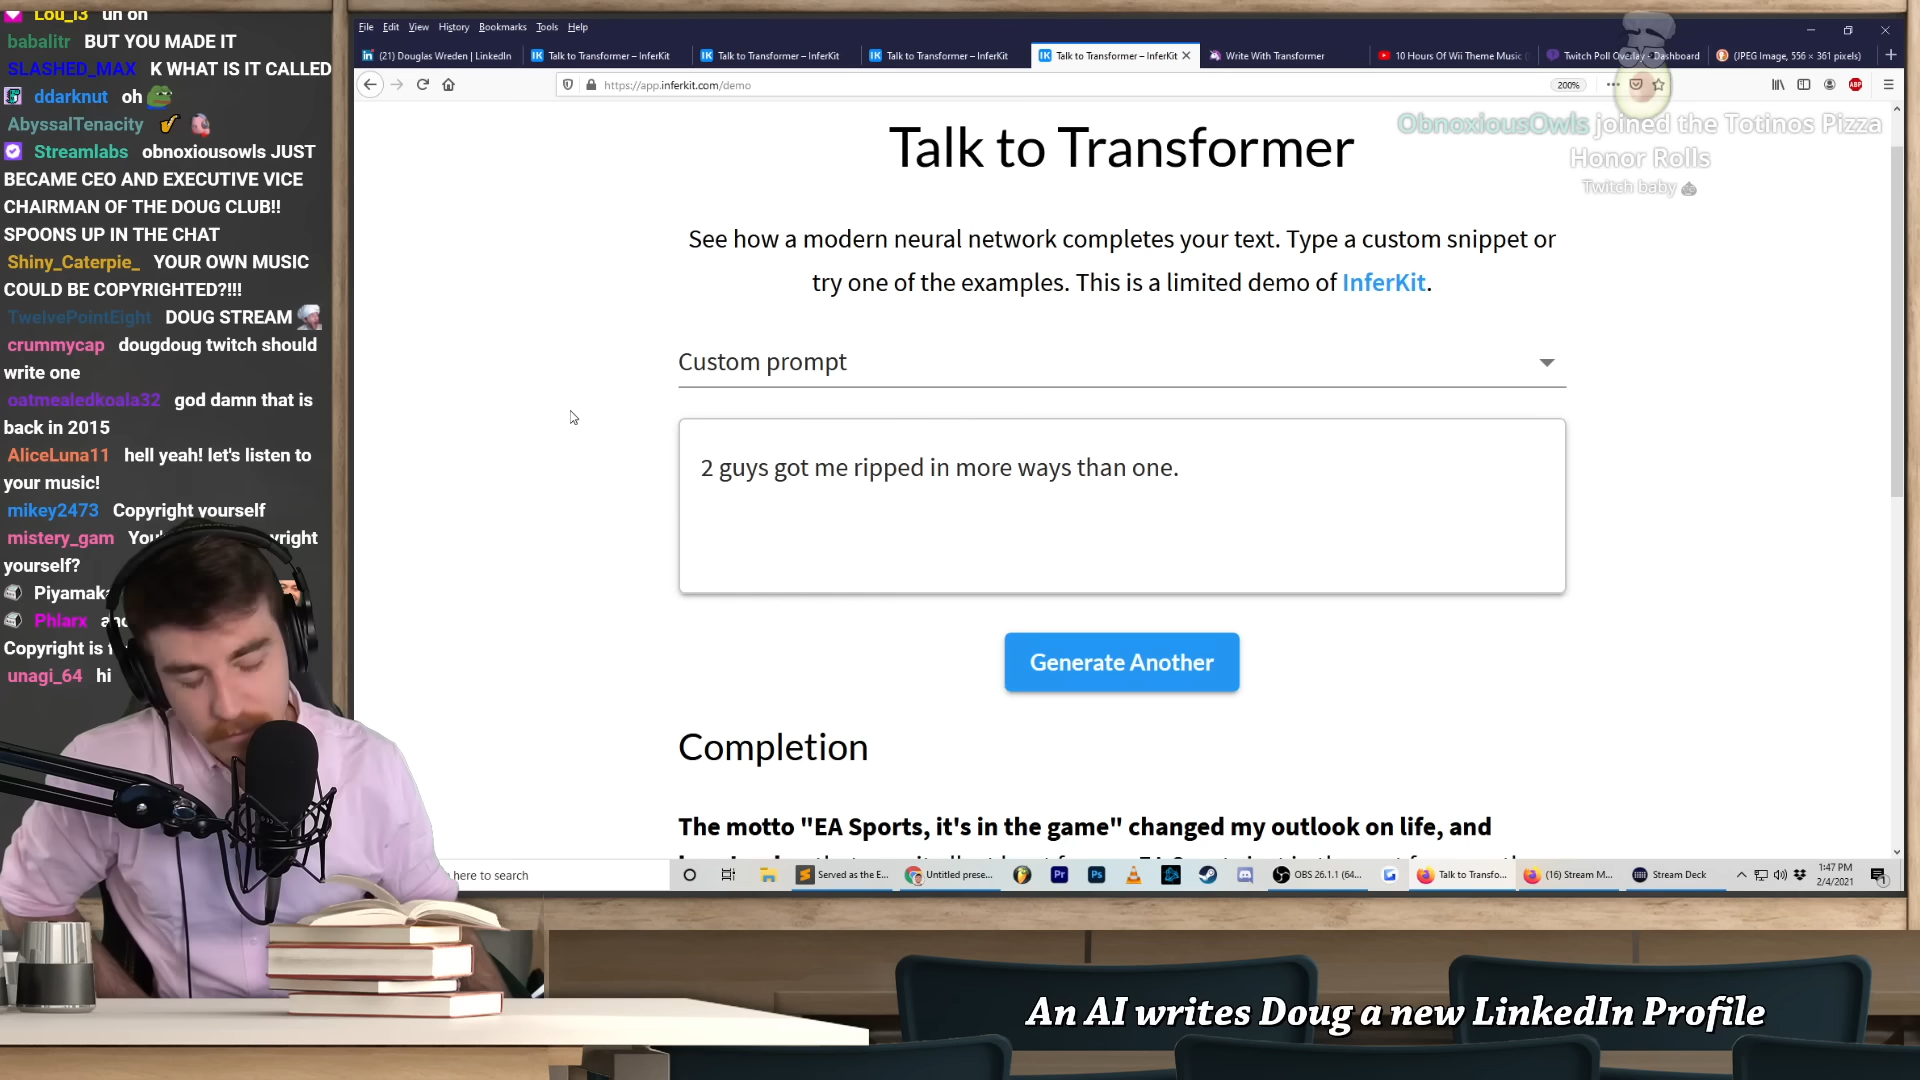 Lou_i3 uh oh
babalitr BUT YOU MADE IT
SLASHED_MAX K WHAT IS IT CALLED
ddarknut oh
AbyssalTenacity
Streamlabs obnoxiousowls JUST
BECAME CEO AND EXECUTIVE VICE
CHAIRMAN OF THE DOUG CLUB!!
SPOONS UP IN THE CHAT
Shiny_Caterpie_ YOUR OWN MUSIC
COULD BE COPYRIGHTED?!!!
TwelvePointEight DOUG STREAM
crummycap dougdoug twitch should
write one
oatmealedkoala32 god damn that is
back in 2015
AliceLuna11 hell yeah! let's listen to
your music!
mikey2473 Copyright yourself
mistery_gam
yourself?
Phlarx
Copyright is
unagi_64 hi
File Edit View History Bookmarks Tools Help
(21) Douglas Wreden | LinkedIn
Talk to Transformer – InferKit
Talk to Transformer – InferKit
Talk to Transformer – InferKit
Talk to Transformer – InferKit
Write With Transformer
10 Hours Of Wii Theme Music
Twitch Poll Overlay - Dashboard
(JPEG Image, 556 × 361 pixels)
https://app.inferkit.com/demo
200%
ABP
ObnoxiousOwls joined the Totinos Pizza
Honor Rolls
Twitch baby
Talk to Transformer
See how a modern neural network completes your text. Type a custom snippet or
try one of the examples. This is a limited demo of InferKit.
Custom prompt
2 guys got me ripped in more ways than one.
Generate Another
Completion
The motto "EA Sports, it's in the game" changed my outlook on life, and
here to search
Served as the E...
Untitled prese...
Pr
Ps
OBS 26.1.1 (64...
Talk to Transfo...
(16) Stream M...
Stream Deck
1:47 PM
2/4/2021
An AI writes Doug a new LinkedIn Profile